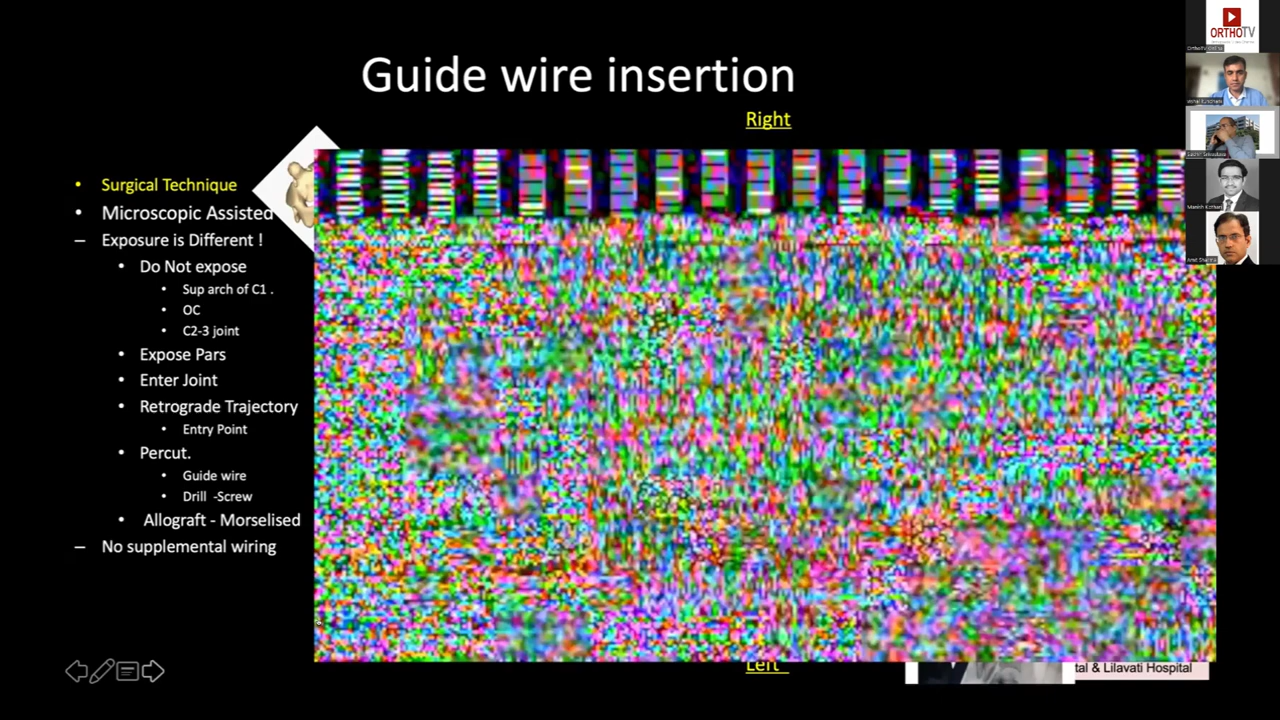 Guide wire insertion
Right
• Surgical Technique
• Microscopic Assisted
– Exposure is Different !
• Do Not expose
• Sup arch of C1 .
• OC
• C2-3 joint
• Expose Pars
• Enter Joint
• Retrograde Trajectory
• Entry Point
• Percut.
• Guide wire
• Drill -Screw
• Allograft - Morselised
– No supplemental wiring
Left
tal & Lilavati Hospital
ORTHOTV
Manish Kothari